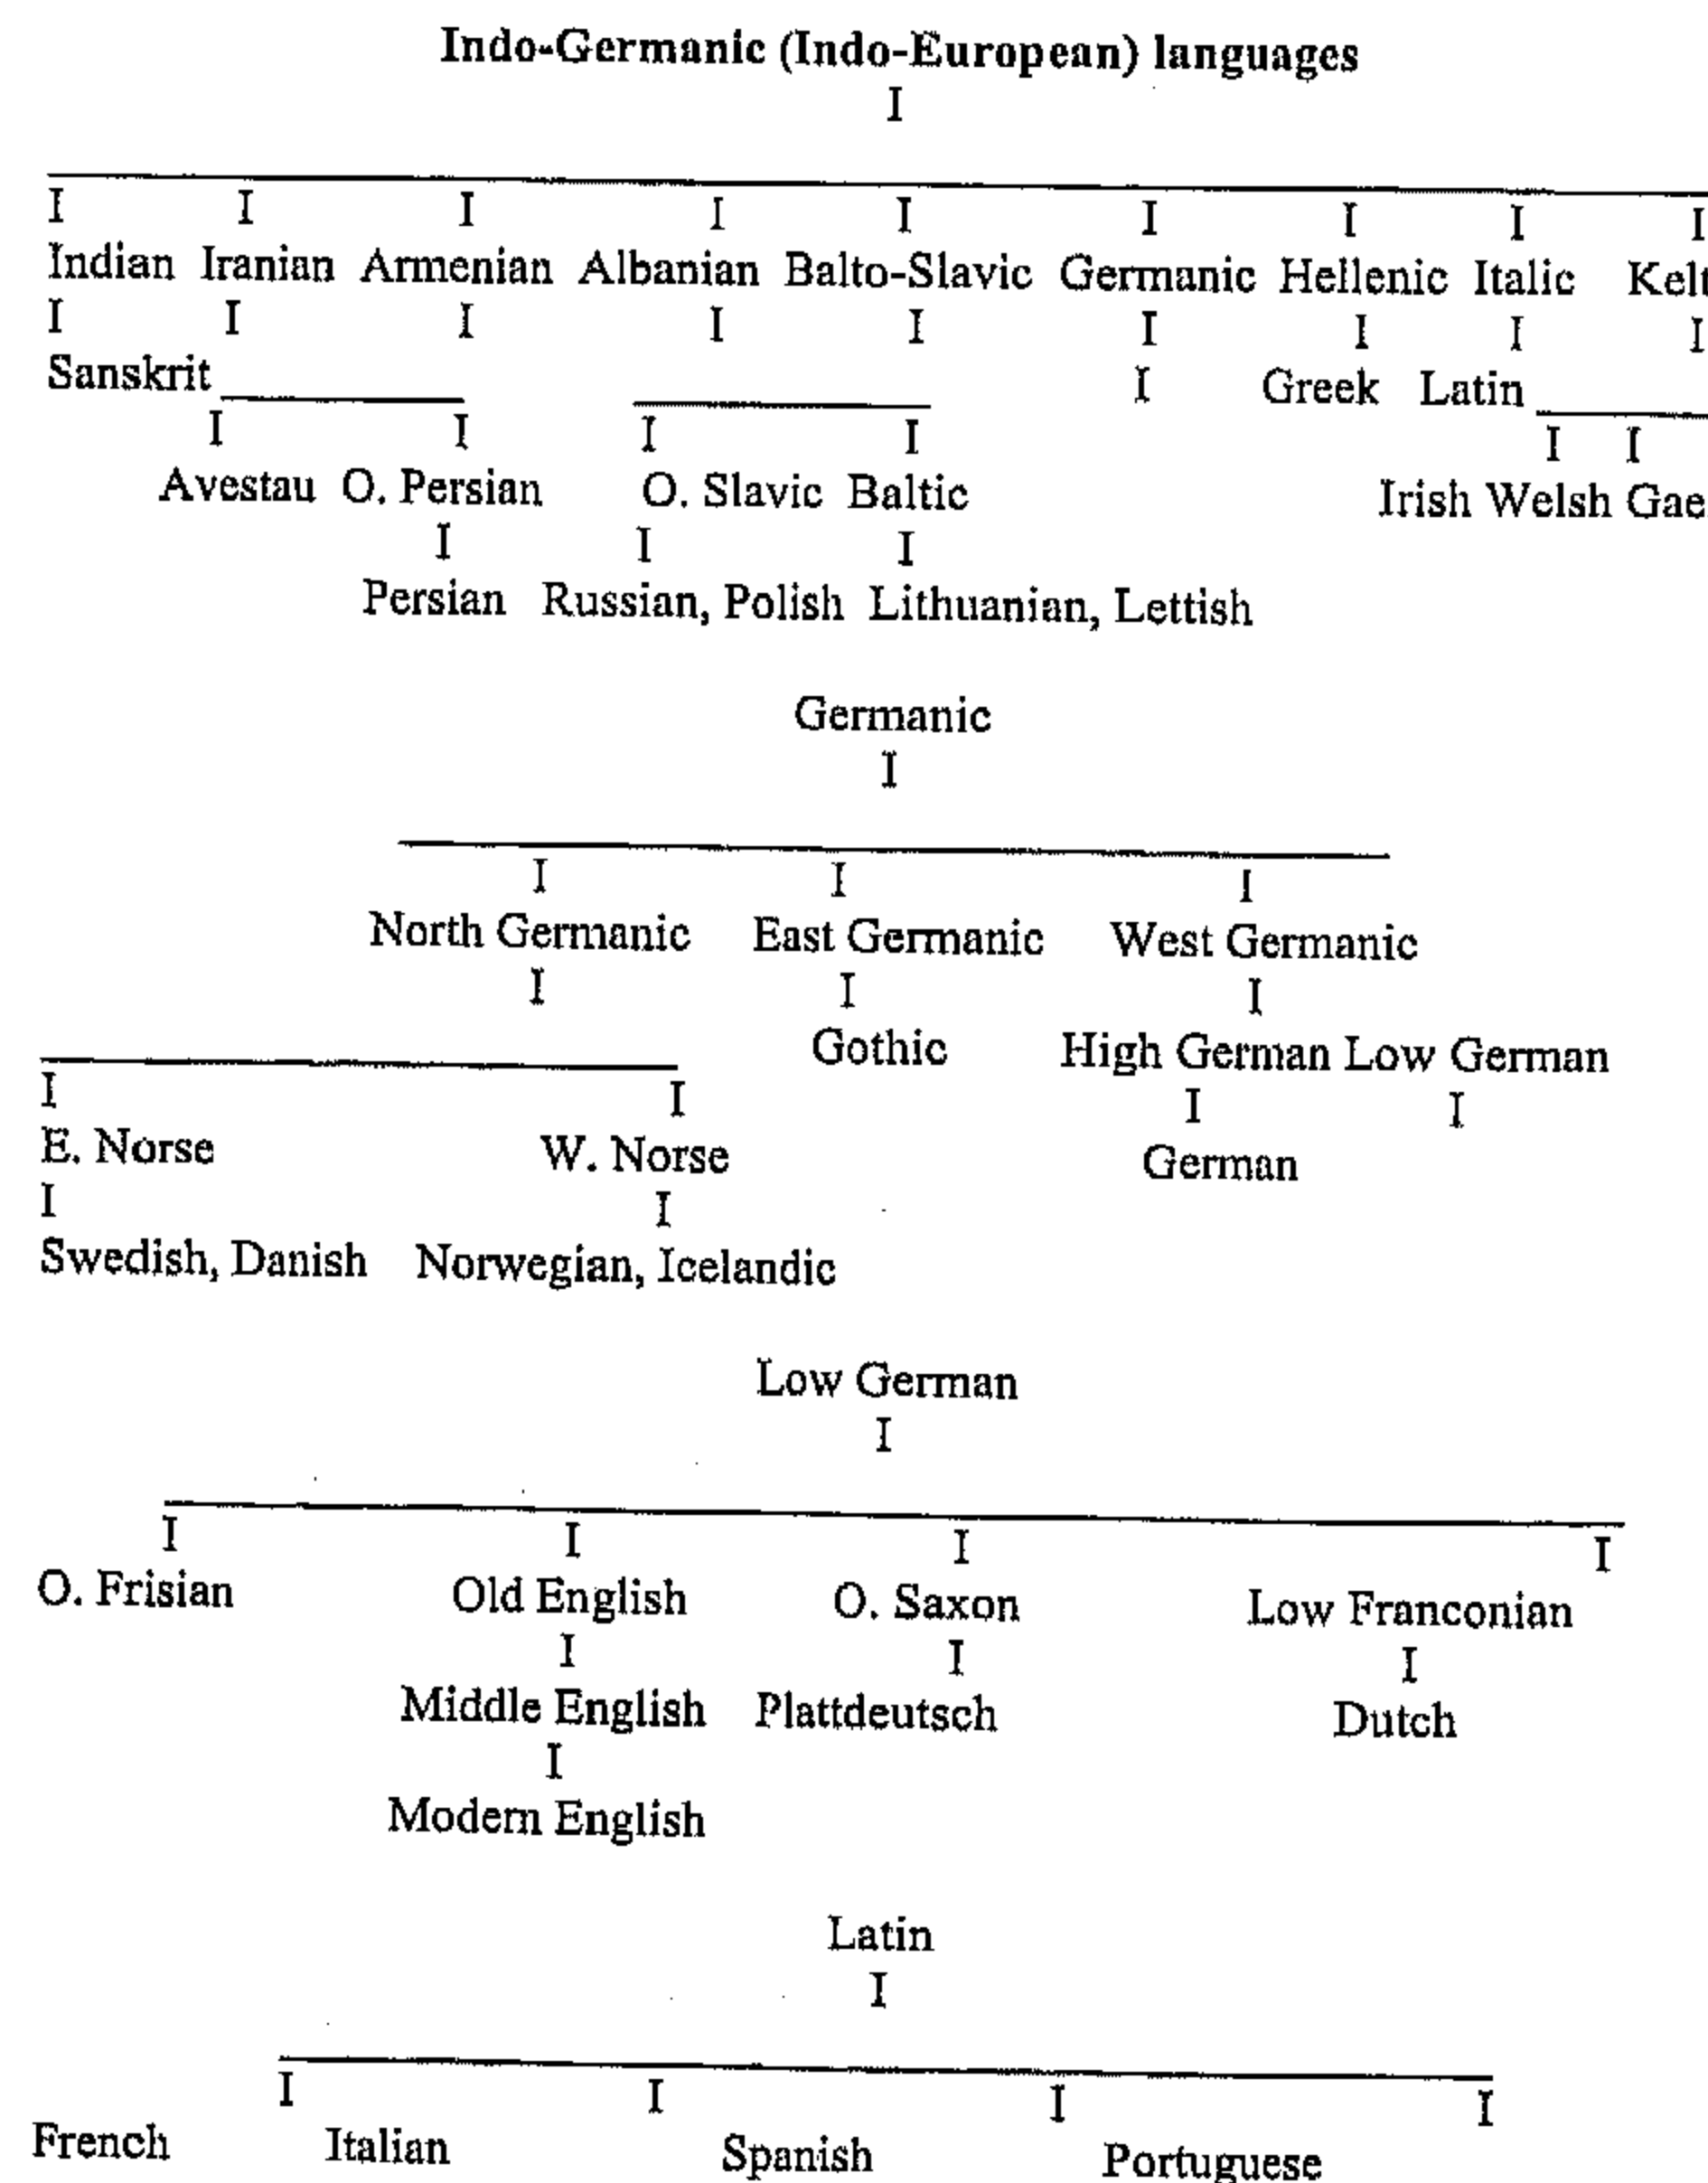 Indo-Germanic (Indo-European) languages
I
I I I I I I I I I
Indian Iranian Armenian Albanian Balto-Slavic Germanic Hellenic Italic Kelt
I I I I I I I I I
Sanskrit I Greek Latin
I I I I I I
Avestau O. Persian O. Slavic Baltic Irish Welsh Gae
I I I
Persian Russian, Polish Lithuanian, Lettish
Germanic
I
I I I
North Germanic East Germanic West Germanic
I I I
Gothic High German Low German
I I I I
E. Norse W. Norse German
I I
Swedish, Danish Norwegian, Icelandic
Low German
I
I I I I
O. Frisian Old English O. Saxon Low Franconian
I I I
Middle English Plattdeutsch Dutch
I
Modern English
Latin
I
I I I I
French Italian Spanish Portuguese